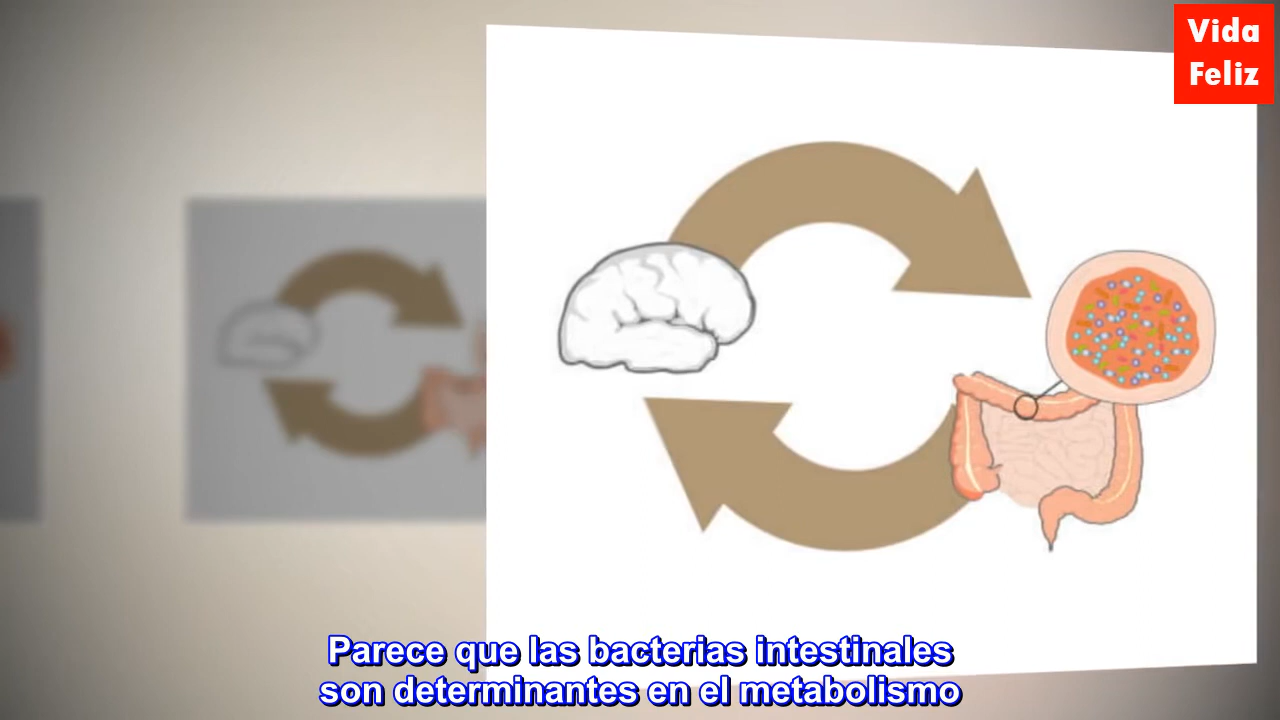 Vida
Feliz
Parece que las bacterias intestinales
son determinantes en el metabolismo